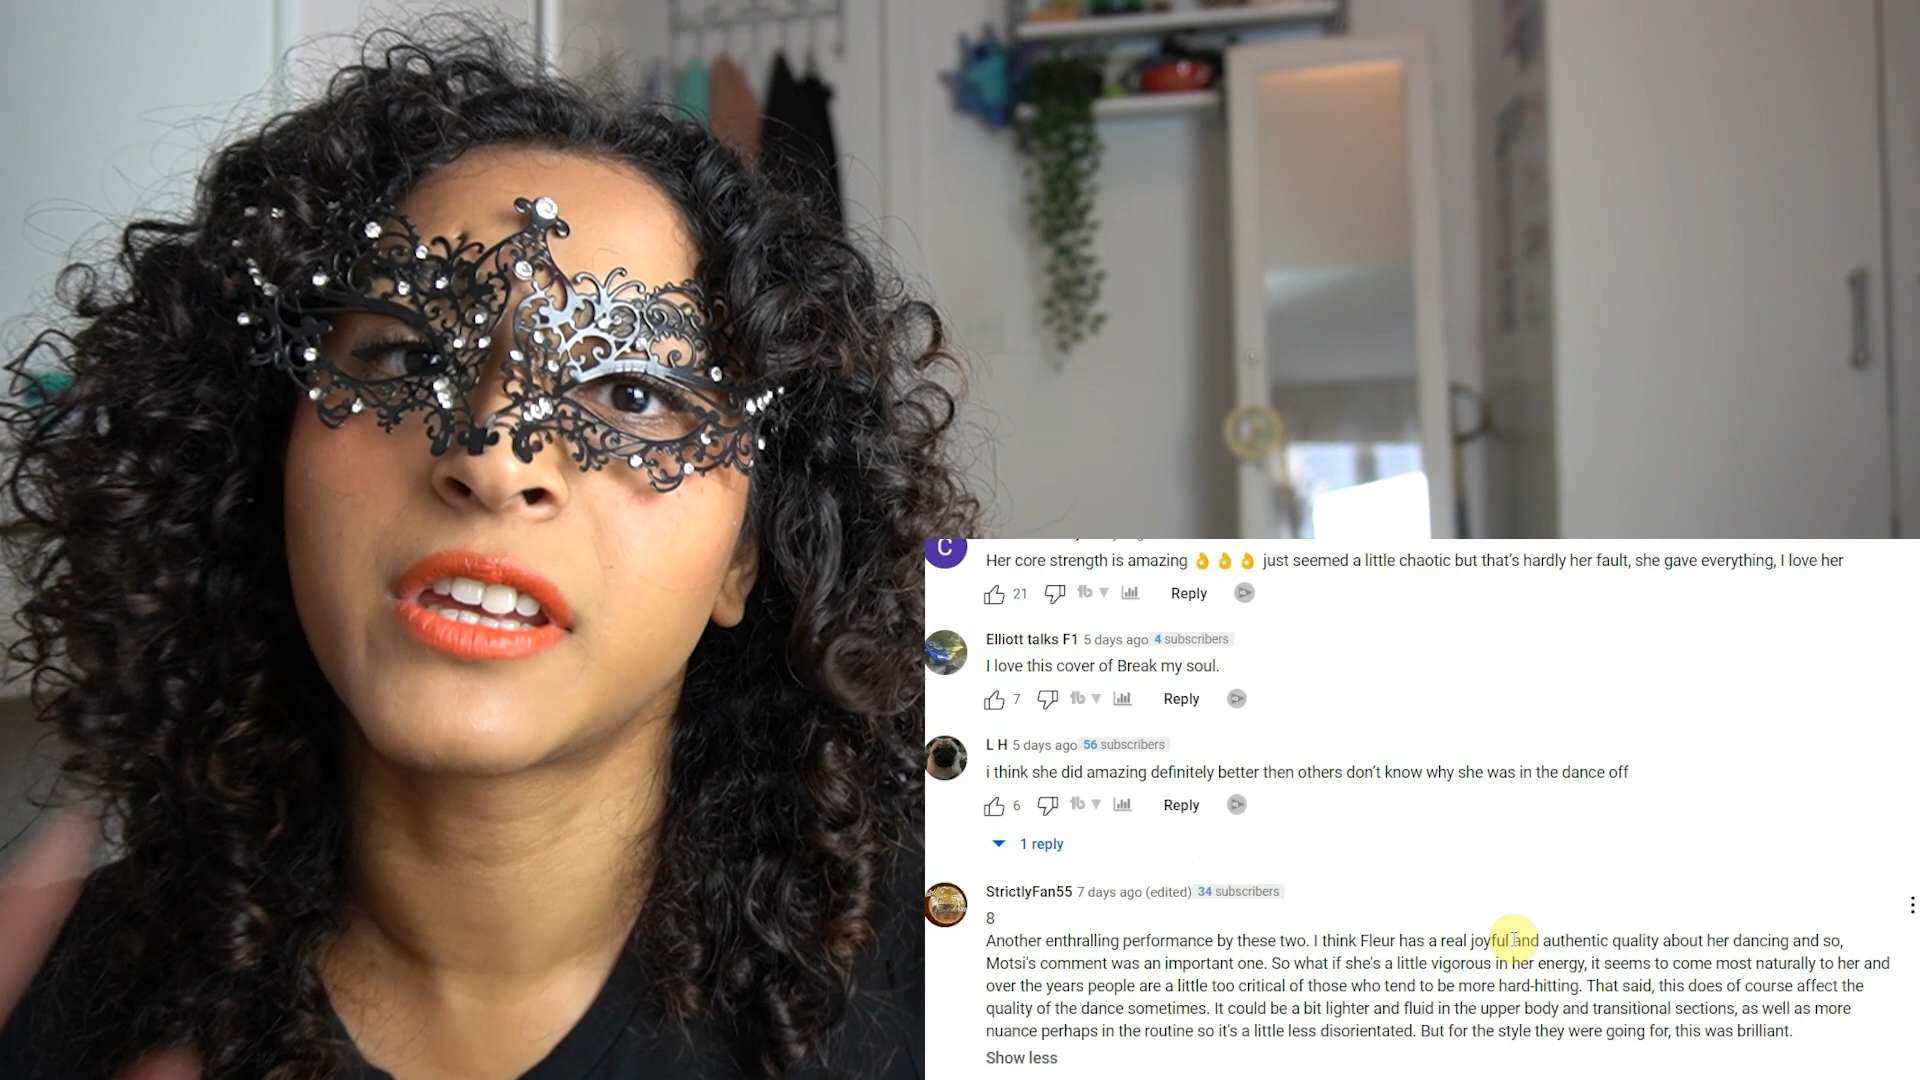 C
Her core strength is amazing 👌 👌 👌 just seemed a little chaotic but that's hardly her fault, she gave everything, I love her
21 Reply
Elliott talks F1 5 days ago 4 subscribers
I love this cover of Break my soul.
7 Reply
L H 5 days ago 56 subscribers
i think she did amazing definitely better then others don't know why she was in the dance off
6 Reply
1 reply
StrictlyFan55 7 days ago (edited) 34 subscribers
8
Another enthralling performance by these two. I think Fleur has a real joyful and authentic quality about her dancing and so,
Motsi's comment was an important one. So what if she's a little vigorous in her energy, it seems to come most naturally to her and
over the years people are a little too critical of those who tend to be more hard-hitting. That said, this does of course affect the
quality of the dance sometimes. It could be a bit lighter and fluid in the upper body and transitional sections, as well as more
nuance perhaps in the routine so it's a little less disorientated. But for the style they were going for, this was brilliant.
Show less